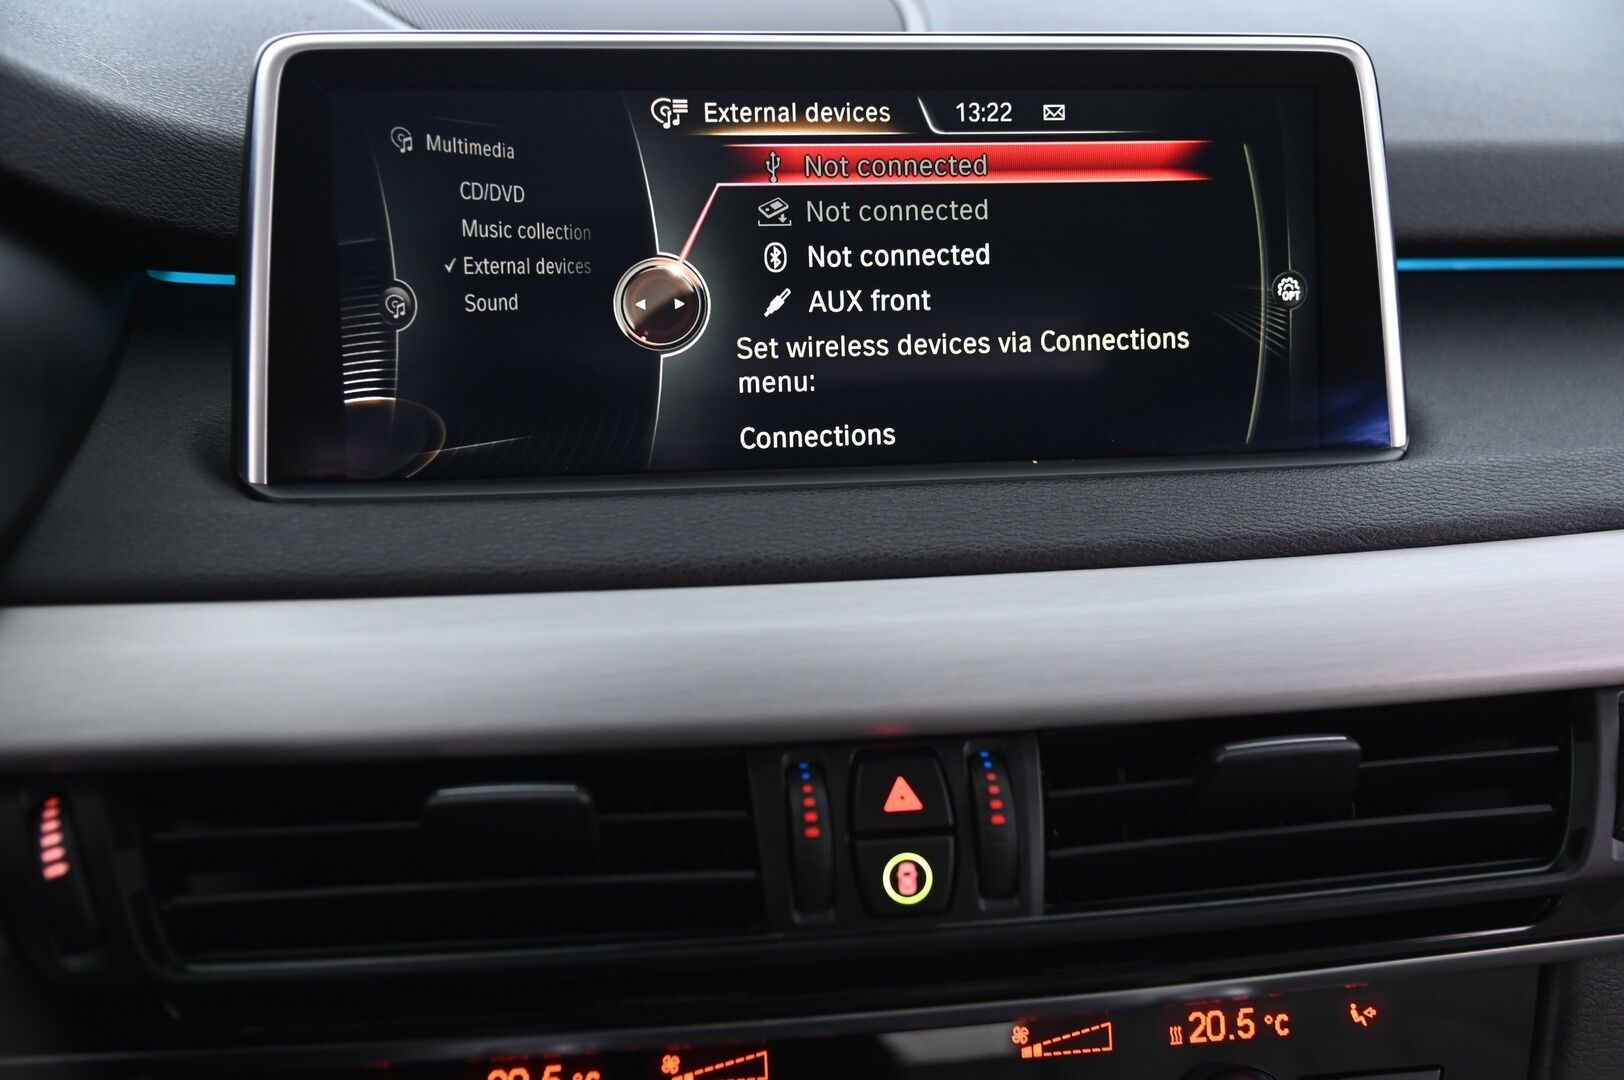 External devices 13:22
Multimedia
CD/DVD
Music collection
External devices
Sound
Not connected
Not connected
Not connected
AUX front
Set wireless devices via Connections
menu:
Connections
OPT
20.5 °C